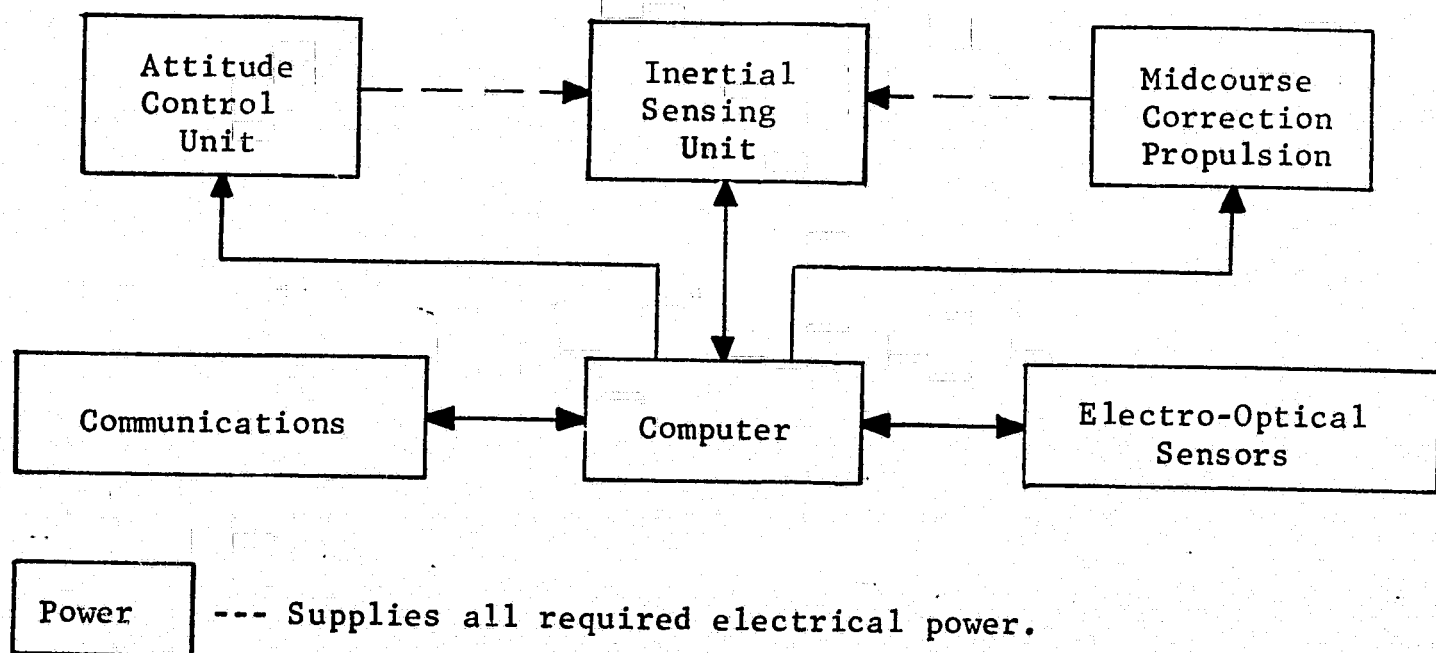 Attitude
Control
Unit
Inertial
Sensing
Unit
Midcourse
Correction
Propulsion
Communications
Computer
Electro-Optical
Sensors
Power --- Supplies all required electrical power.